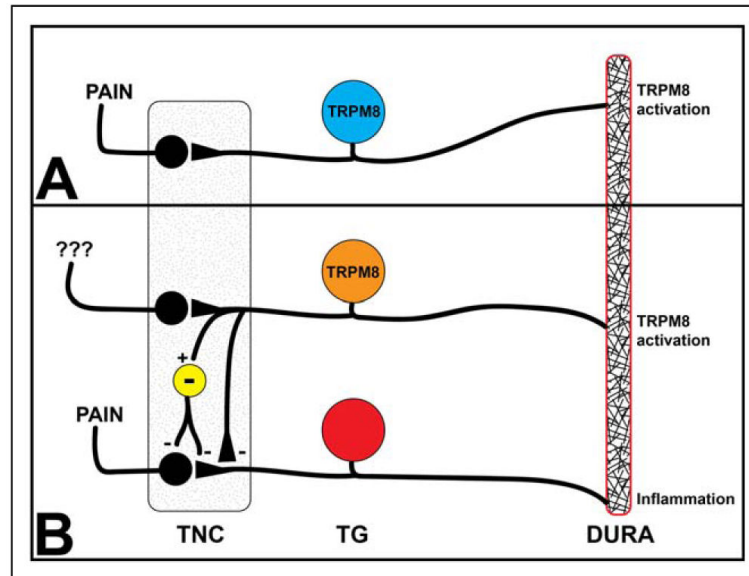 PAIN
TRPM8
TRPM8
activation
A
???
TRPM8
TRPM8
activation
+
-
PAIN
- - -
Inflammation
B
TNC TG DURA